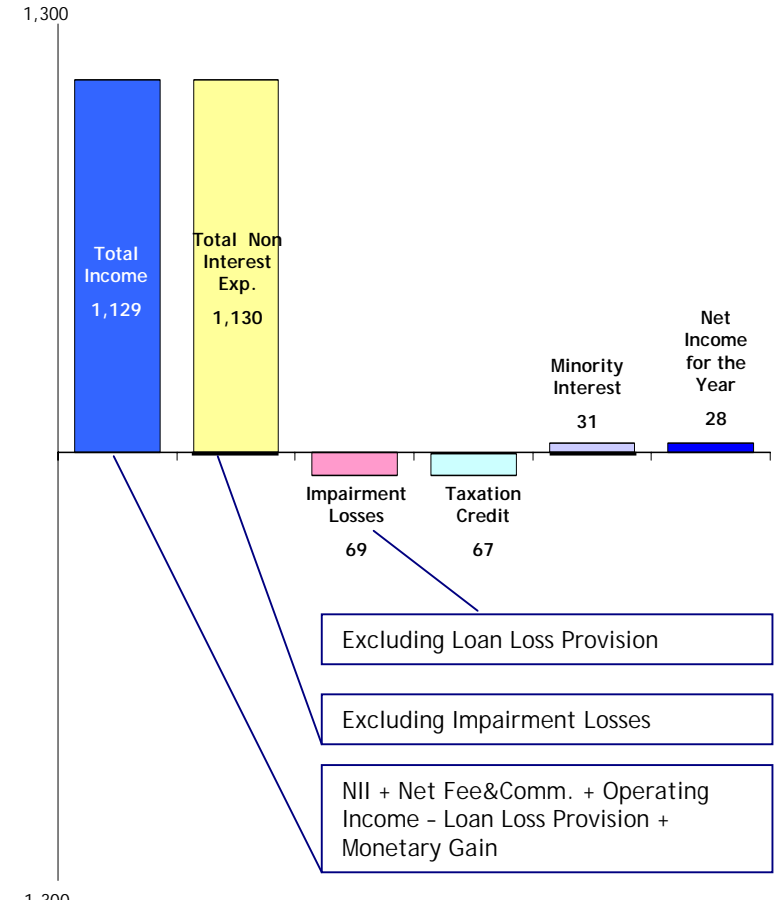 1,300
Total
Income
1,129
Total Non
Interest
Exp.
1,130
Impairment
Losses
69
Taxation
Credit
67
Minority
Interest
31
Net
Income
for the
Year
28
Excluding Loan Loss Provision
Excluding Impairment Losses
NII + Net Fee&Comm. + Operating
Income – Loan Loss Provision +
Monetary Gain
1,300